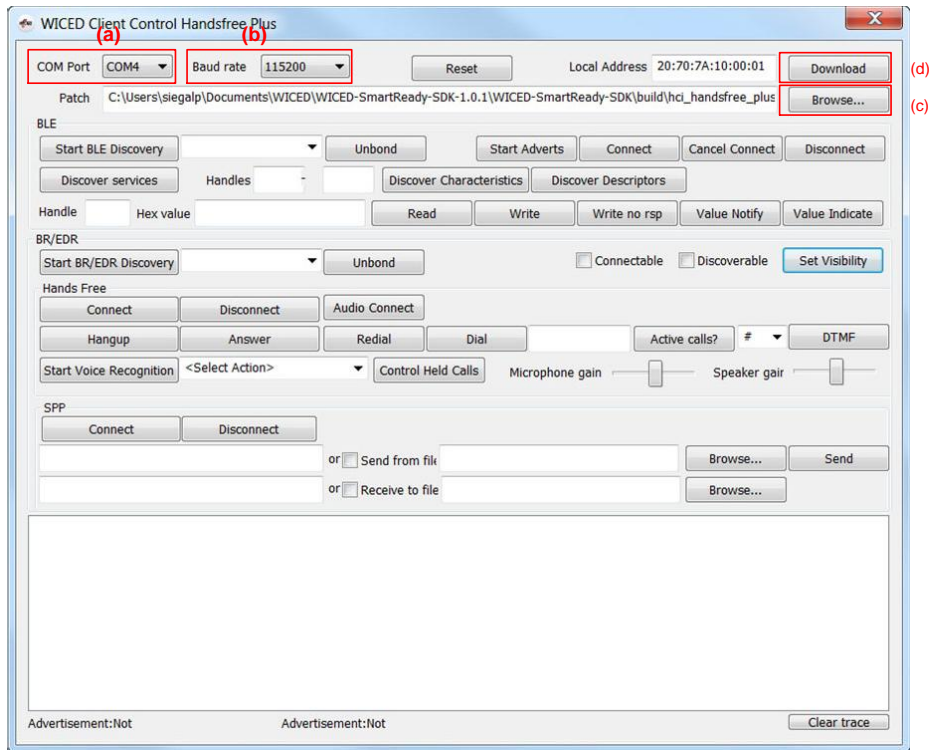 WICED Client Control Handsfree Plus
(a) (b)
COM Port COM4 Baud rate 115200 Reset Local Address 20:70:7A:10:00:01 Download (d)
Patch C:\Users\siegalp\Documents\WICED\WICED-SmartReady-SDK-1.0.1\WICED-SmartReady-SDK\build\hci_handsfree_plus Browse... (c)
BLE
Start BLE Discovery Unbond Start Adverts Connect Cancel Connect Disconnect
Discover services Handles - Discover Characteristics Discover Descriptors
Handle Hex value Read Write Write no rsp Value Notify Value Indicate
BR/EDR
Start BR/EDR Discovery Unbond Connectable Discoverable Set Visibility
Hands Free
Connect Disconnect Audio Connect
Hangup Answer Redial Dial Active calls? # DTMF
Start Voice Recognition <Select Action> Control Held Calls Microphone gain Speaker gair
SPP
Connect Disconnect
or Send from file Browse... Send
or Receive to file Browse...
Advertisement:Not Advertisement:Not Clear trace